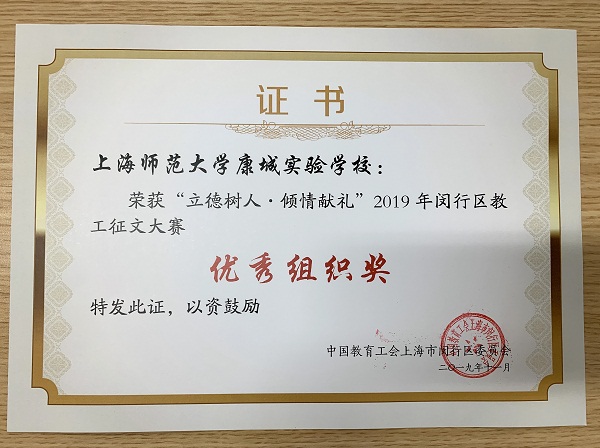 证书
上海师范大学康城实验学校：
荣获“立德树人·倾情献礼”2019年闵行区教
工征文大赛
优秀组织奖
特发此证，以资鼓励
中国教育工会上海市闵行区委员会
二〇一九年十一月